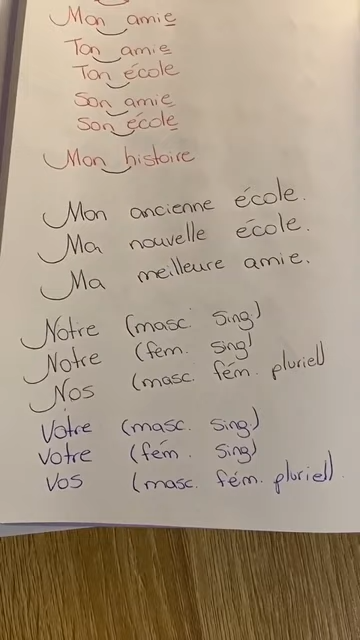 Mon amie
Ton amie
Ton école
Son amie
Son école
Mon histoire
Mon ancienne école.
Ma nouvelle école.
Ma meilleure amie.
Notre (masc. sing)
Notre (fém. sing)
Nos (masc. fém. pluriel)
Votre (masc. sing.)
Votre (fém. sing)
Vos (masc. fém. pluriel)